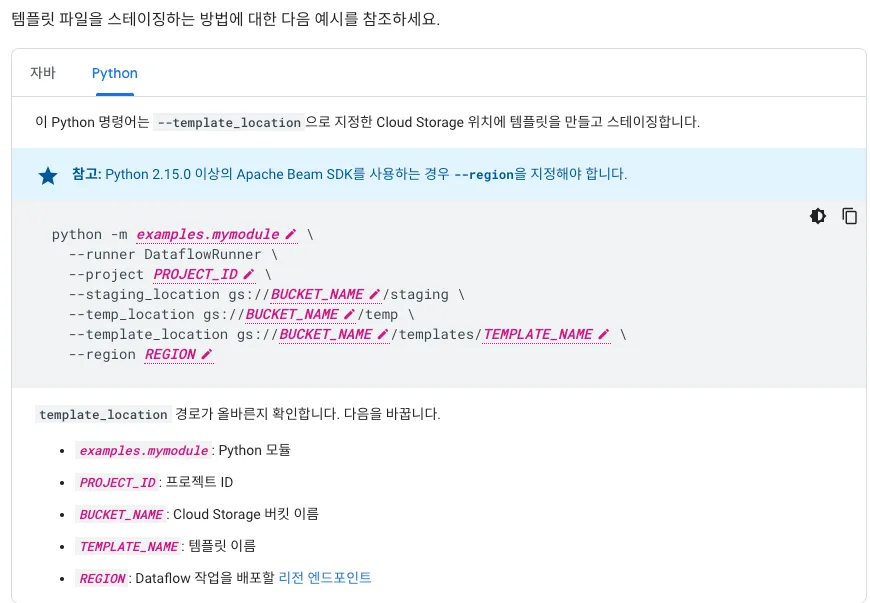 템플릿 파일을 스테이징하는 방법에 대한 다음 예시를 참조하세요.
자바 Python
이 Python 명령어는 --template_location으로 지정한 Cloud Storage 위치에 템플릿을 만들고 스테이징합니다.
참고: Python 2.15.0 이상의 Apache Beam SDK를 사용하는 경우 --region을 지정해야 합니다.
python -m examples.mymodule \
--runner DataflowRunner \
--project PROJECT_ID \
--staging_location gs://BUCKET_NAME/staging \
--temp_location gs://BUCKET_NAME/temp \
--template_location gs://BUCKET_NAME/templates/TEMPLATE_NAME \
--region REGION
template_location 경로가 올바른지 확인합니다. 다음을 바꿉니다.
• examples.mymodule: Python 모듈
• PROJECT_ID: 프로젝트 ID
• BUCKET_NAME: Cloud Storage 버킷 이름
• TEMPLATE_NAME: 템플릿 이름
• REGION: Dataflow 작업을 배포할 리전 엔드포인트